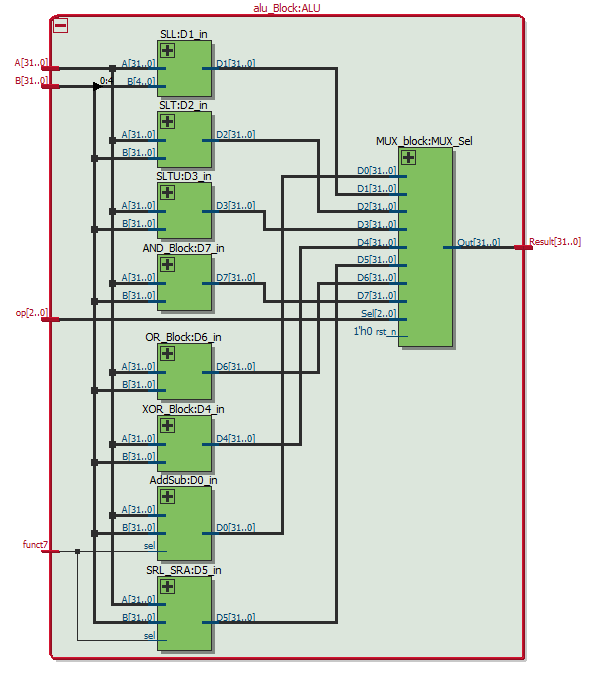 alu_Block:ALU
SLL:D1_in
A[31..0]
A[31..0]
D1[31..0]
B[31..0]
0:4
B[4..0]
SLT:D2_in
A[31..0]
D2[31..0]
B[31..0]
MUX_block:MUX_Sel
SLTU:D3_in
D0[31..0]
D1[31..0]
A[31..0]
D3[31..0]
D2[31..0]
B[31..0]
D3[31..0]
AND_Block:D7_in
D4[31..0]
Out[31..0]
Result[31..0]
D5[31..0]
A[31..0]
D7[31..0]
D6[31..0]
B[31..0]
D7[31..0]
op[2..0]
Sel[2..0]
1'h0 rst_n
OR_Block:D6_in
A[31..0]
D6[31..0]
B[31..0]
XOR_Block:D4_in
A[31..0]
D4[31..0]
B[31..0]
AddSub:D0_in
A[31..0]
B[31..0]
D0[31..0]
funct7
sel
SRL_SRA:D5_in
A[31..0]
B[31..0]
D5[31..0]
sel